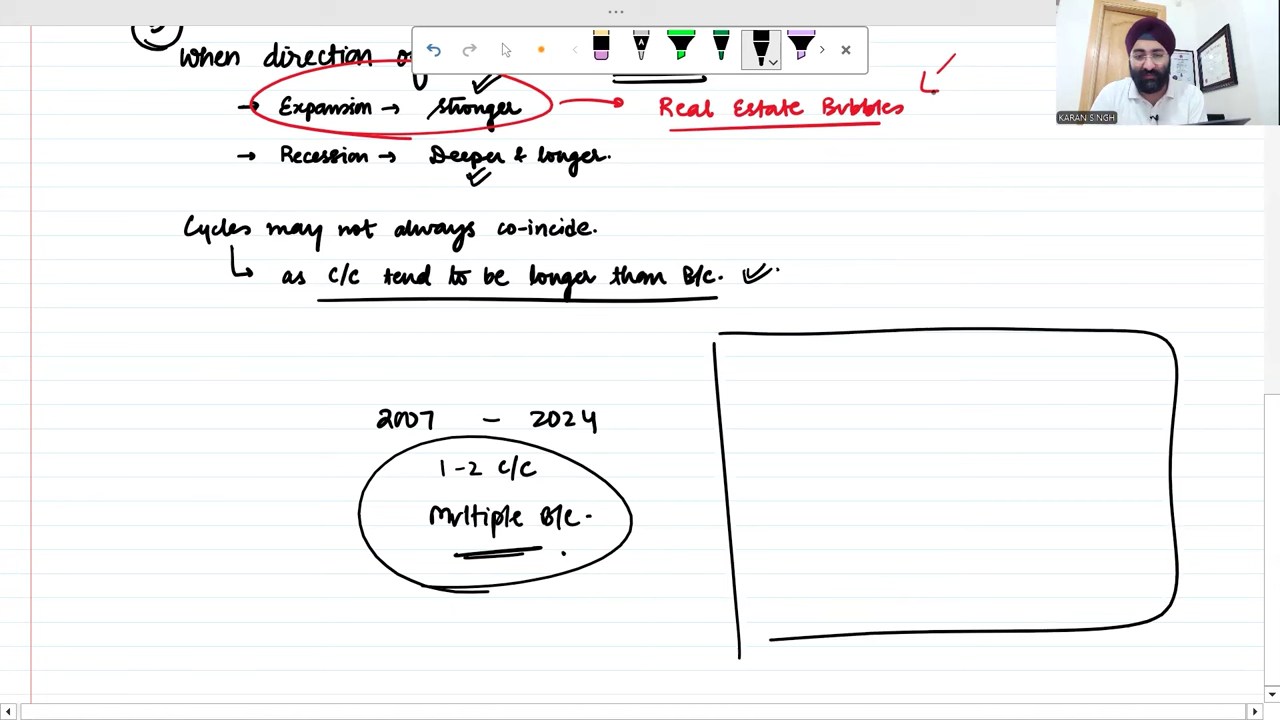 When direction
→ Expansion → stronger → Real Estate Bubbles
→ Recession → Deeper & longer.
Cycles may not always co-incide.
as C/C tend to be longer than B/C.
2007 - 2024
1-2 C/C
Multiple B/C.
KARAN SINGH